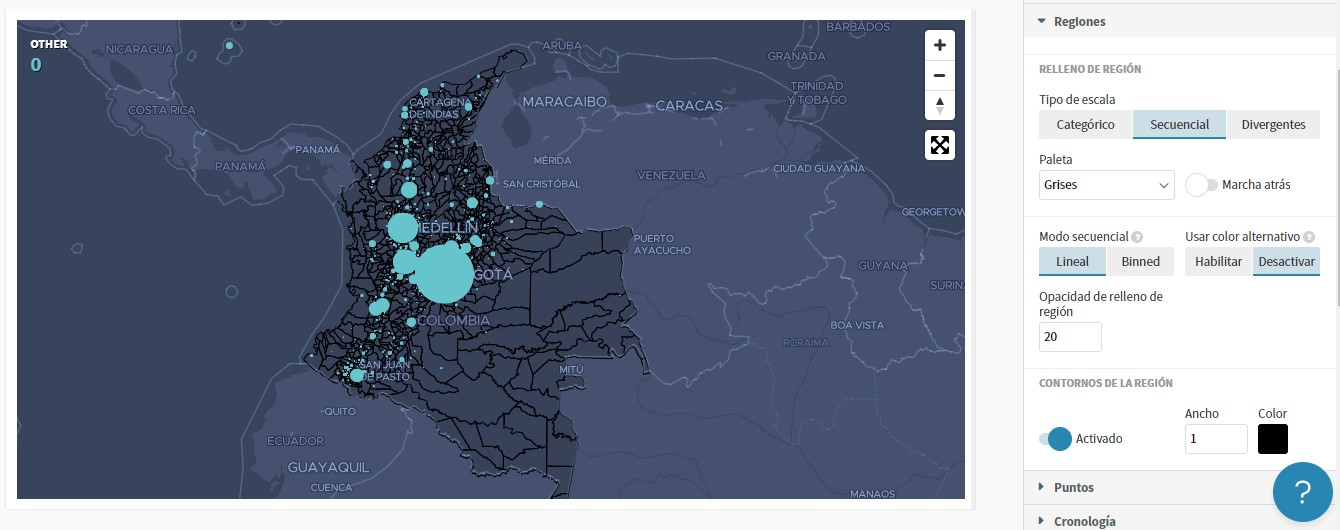 OTHER
0
NICARAGUA
COSTA RICA
PANAMÁ
PANAMÁ
ARUBA
BARBADOS
GRANADA
TRINIDAD
Y TOBAGO
CARTAGENA
DE INDIAS
MARACAIBO
CARACAS
MÉRIDA
SAN CRISTÓBAL
VENEZUELA
CIUDAD GUAYANA
GEORGETOW
MEDELLÍN
PUERTO
AYACUCHO
GOTÁ
GUYANA
SURIN
COLOMBIA
BOA VISTA
RORAIMA
SAN JUAN
DE PASTO
MITÚ
QUITO
ECUADOR
GUAYAQUIL
CUENCA
MANAOS
Regiones
RELLENO DE REGIÓN
Tipo de escala
Categórico Secuencial Divergentes
Paleta
Grises Marcha atrás
Modo secuencial ? Usar color alternativo ?
Lineal Binned Habilitar Desactivar
Opacidad de relleno de
región
20
CONTORNOS DE LA REGIÓN
Ancho Color
Activado 1
Puntos
Cronología
?